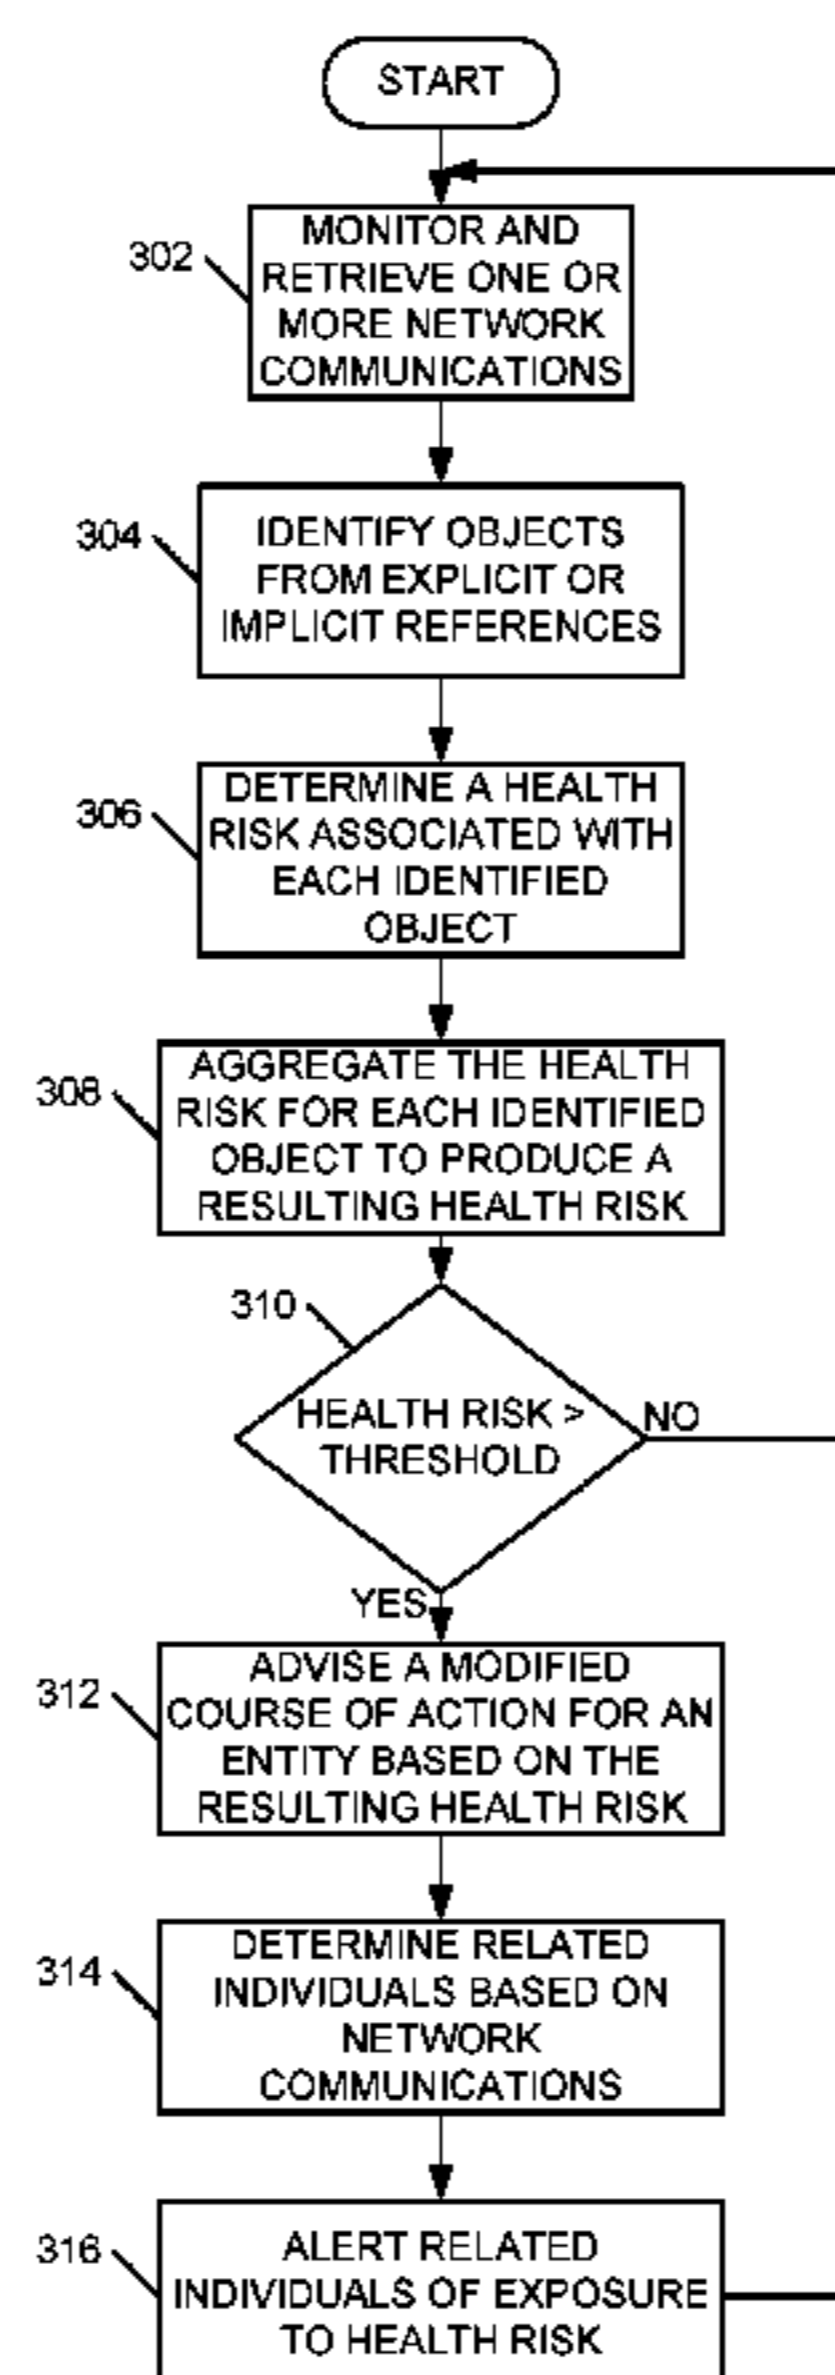 START
302
MONITOR AND
RETRIEVE ONE OR
MORE NETWORK
COMMUNICATIONS
304
IDENTIFY OBJECTS
FROM EXPLICIT OR
IMPLICIT REFERENCES
306
DETERMINE A HEALTH
RISK ASSOCIATED WITH
EACH IDENTIFIED
OBJECT
308
AGGREGATE THE HEALTH
RISK FOR EACH IDENTIFIED
OBJECT TO PRODUCE A
RESULTING HEALTH RISK
310
HEALTH RISK >
THRESHOLD
NO
YES
312
ADVISE A MODIFIED
COURSE OF ACTION FOR AN
ENTITY BASED ON THE
RESULTING HEALTH RISK
314
DETERMINE RELATED
INDIVIDUALS BASED ON
NETWORK
COMMUNICATIONS
316
ALERT RELATED
INDIVIDUALS OF EXPOSURE
TO HEALTH RISK